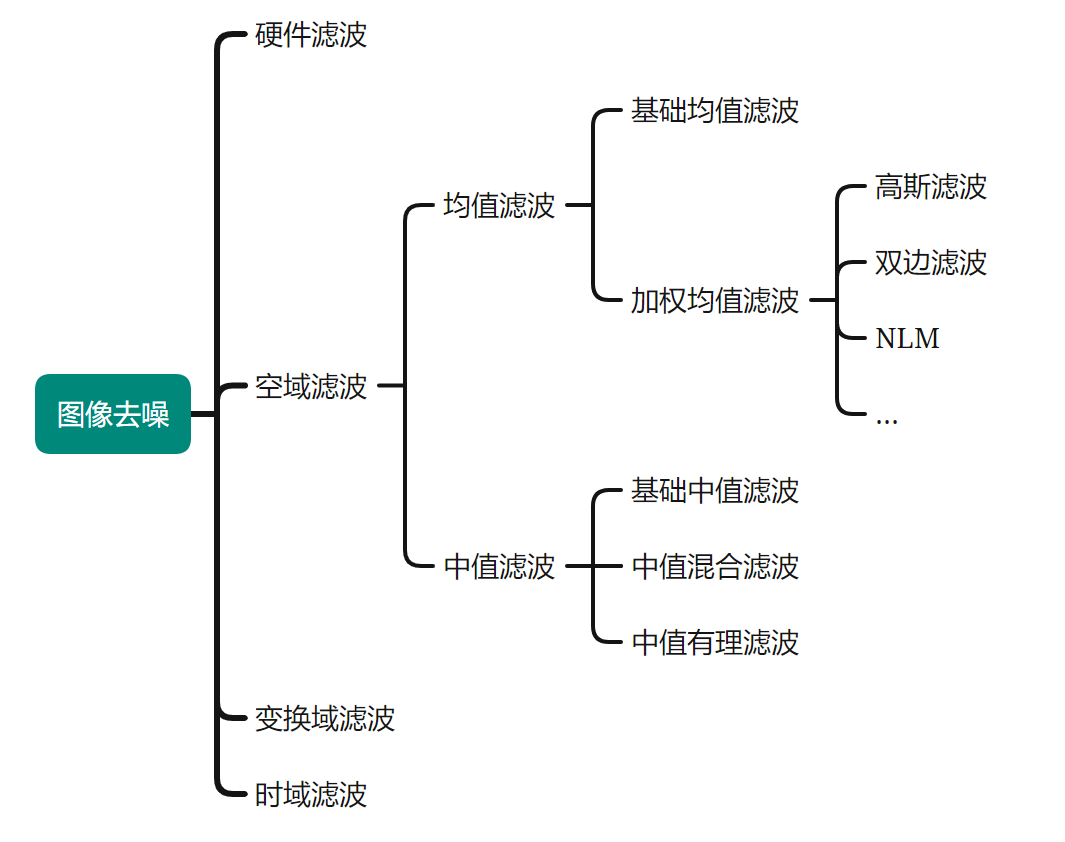 硬件滤波
基础均值滤波
高斯滤波
均值滤波
双边滤波
加权均值滤波
NLM
空域滤波
图像去噪
...
基础中值滤波
中值滤波
中值混合滤波
中值有理滤波
变换域滤波
时域滤波